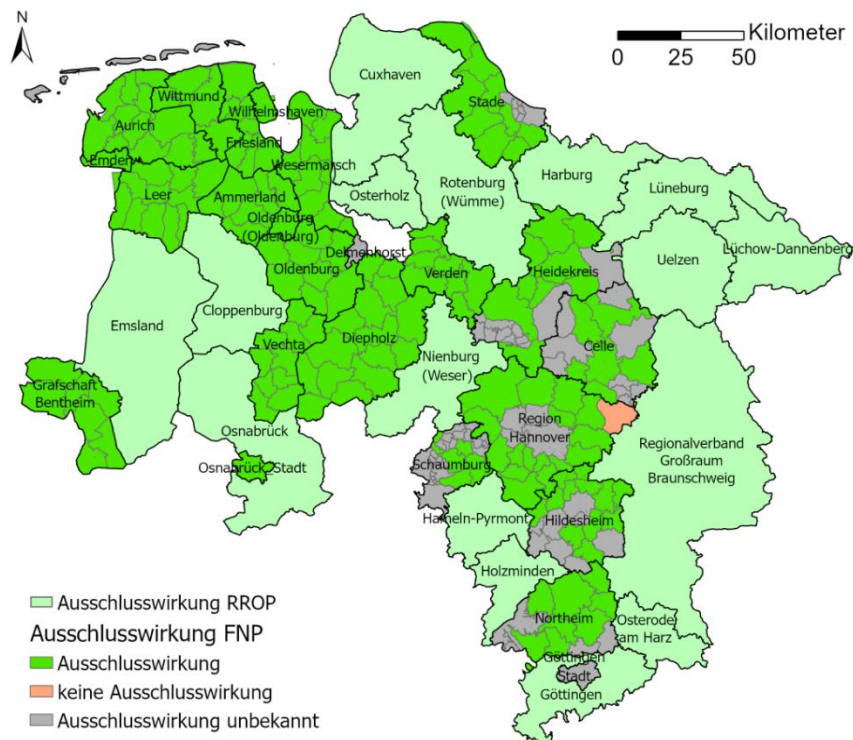 N
Kilometer
0 25 50
Cuxhaven
Stade
Wittmund
Wilhelmshaven
Aurich
Friesland
Emden
Wesermarsch
Harburg
Rotenburg
(Wümme)
Lüneburg
Leer
Ammerland
Osterholz
Oldenburg
(Oldenburg)
Delmenhorst
Lüchow-Dannenberg
Uelzen
Oldenburg
Verden
Heidekreis
Cloppenburg
Emsland
Diepholz
Vechta
Celle
Nienburg
(Weser)
Grafschaft
Bentheim
Region
Hannover
Osnabrück
Regionalverband
Großraum
Braunschweig
Osnabrück_Stadt
Schaumburg
Hameln-Pyrmont
Hildesheim
Holzminden
Northeim
Osterode
am Harz
Göttingen
Stadt
Göttingen
Ausschlusswirkung RROP
Ausschlusswirkung FNP
Ausschlusswirkung
keine Ausschlusswirkung
Ausschlusswirkung unbekannt